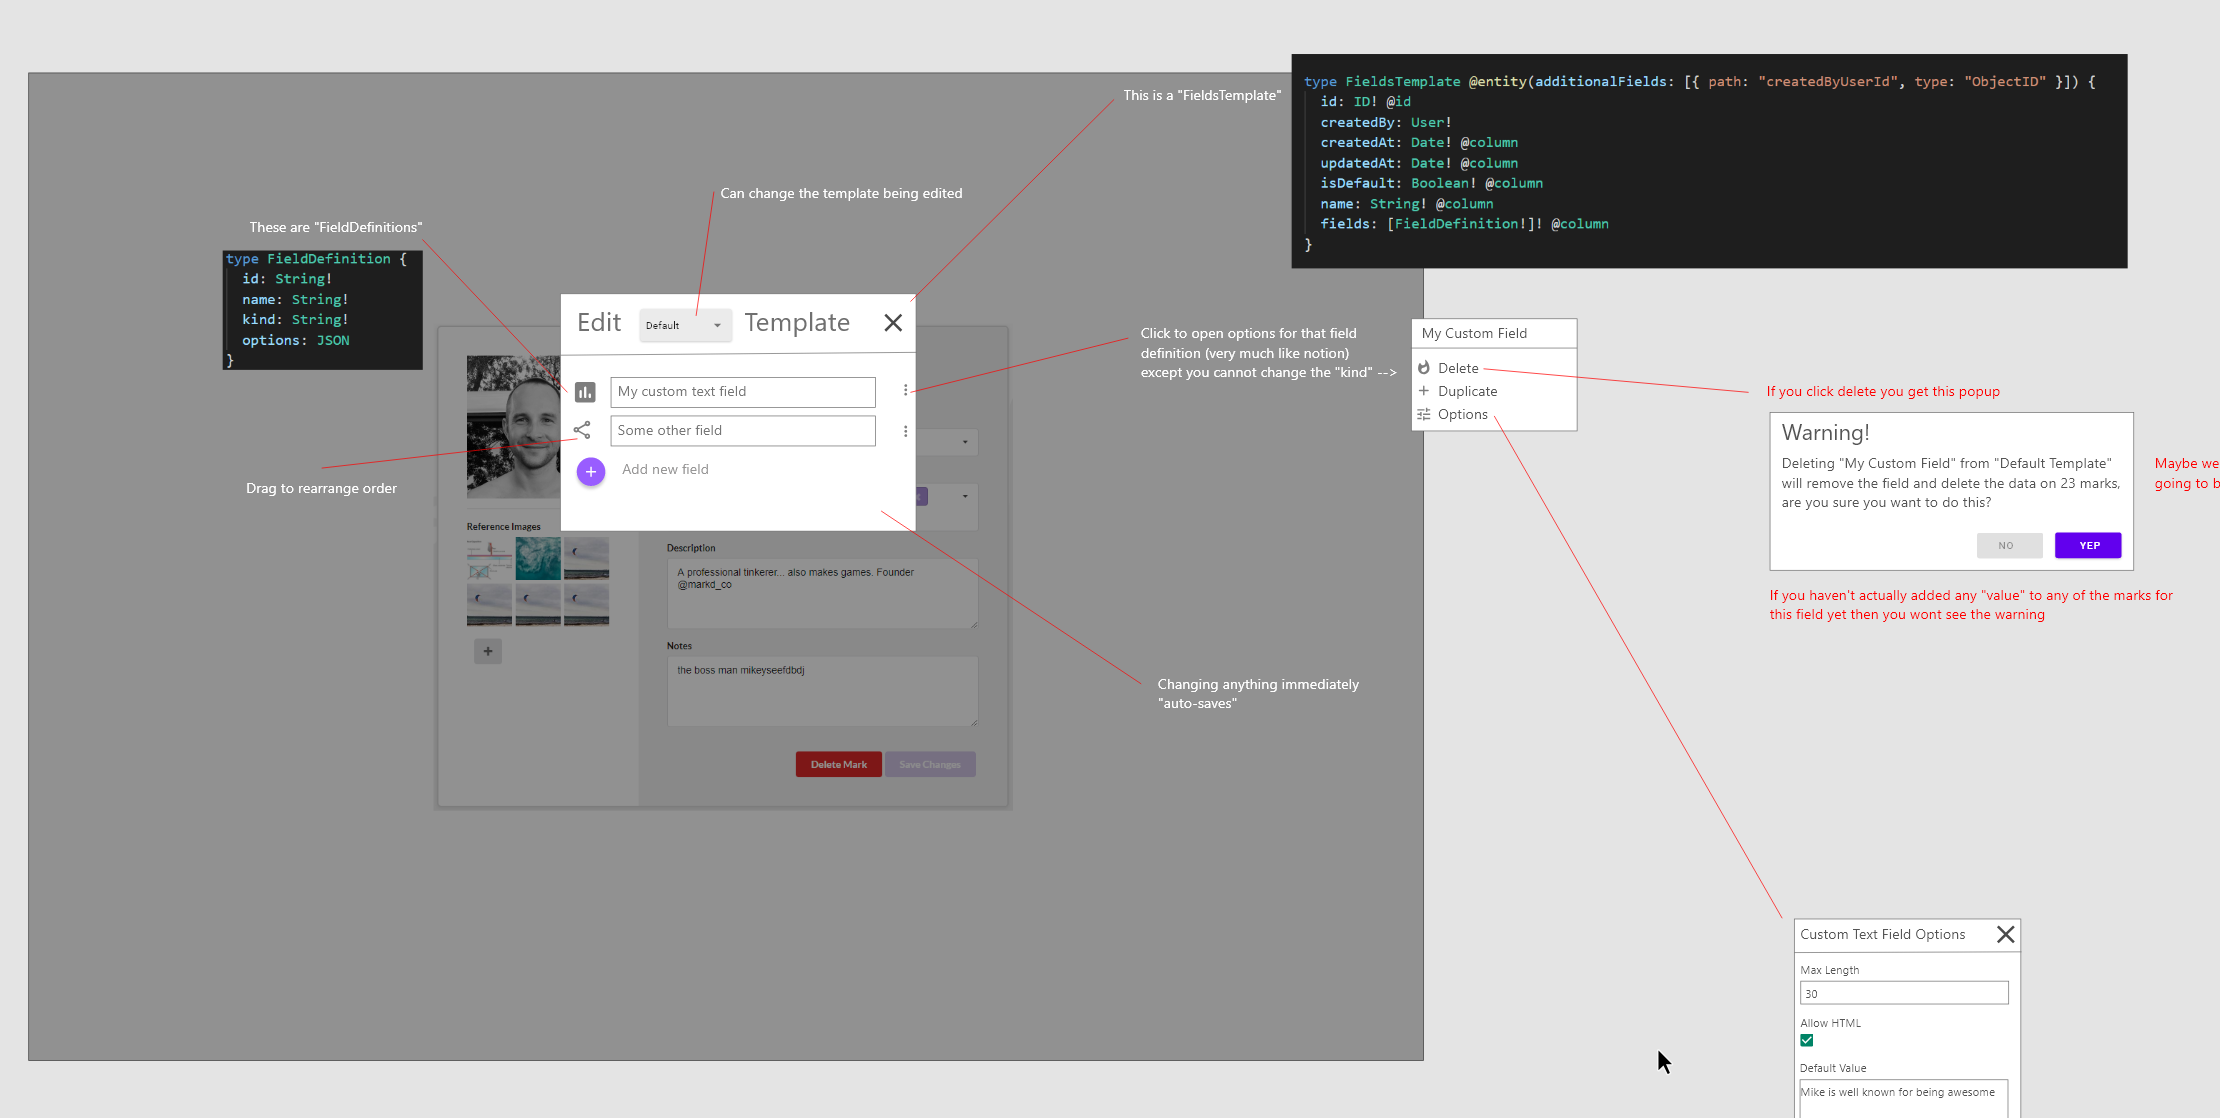 This is a "FieldsTemplate"
type FieldsTemplate @entity(additionalFields: [{ path: "createdByUserId", type: "ObjectID" }]) {
id: ID! @id
createdBy: User!
createdAt: Date! @column
updatedAt: Date! @column
isDefault: Boolean! @column
name: String! @column
fields: [FieldDefinition!]! @column
}
Can change the template being edited
These are "FieldDefinitions"
type FieldDefinition {
id: String!
name: String!
kind: String!
options: JSON
}
Edit
Default
Template
My custom text field
Some other field
Add new field
Drag to rearrange order
Click to open options for that field
definition (very much like notion)
except you cannot change the "kind" -->
My Custom Field
Delete
Duplicate
Options
If you click delete you get this popup
Warning!
Deleting "My Custom Field" from "Default Template"
will remove the field and delete the data on 23 marks,
are you sure you want to do this?
NO
YEP
Maybe we
going to b
If you haven't actually added any "value" to any of the marks for
this field yet then you wont see the warning
Reference Images
Description
A professional tinkerer... also makes games. Founder
@markd_co
Notes
the boss man mikeyseefdbdj
Delete Mark
Save Changes
Changing anything immediately
"auto-saves"
Custom Text Field Options
Max Length
30
Allow HTML
Default Value
Mike is well known for being awesome